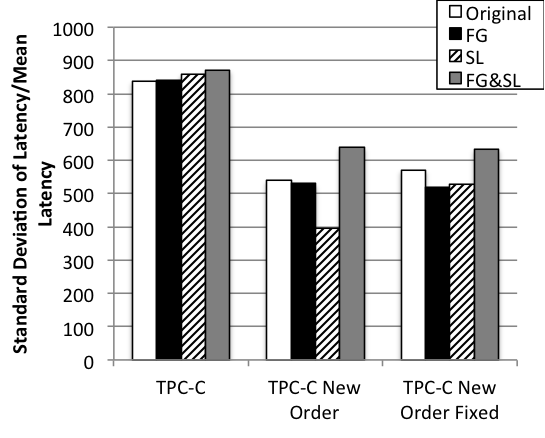 Original
FG
SL
FG&SL
Standard Deviation of Latency/Mean
Latency
1000
900
800
700
600
500
400
300
200
100
0
TPC-C
TPC-C New
Order
TPC-C New
Order Fixed